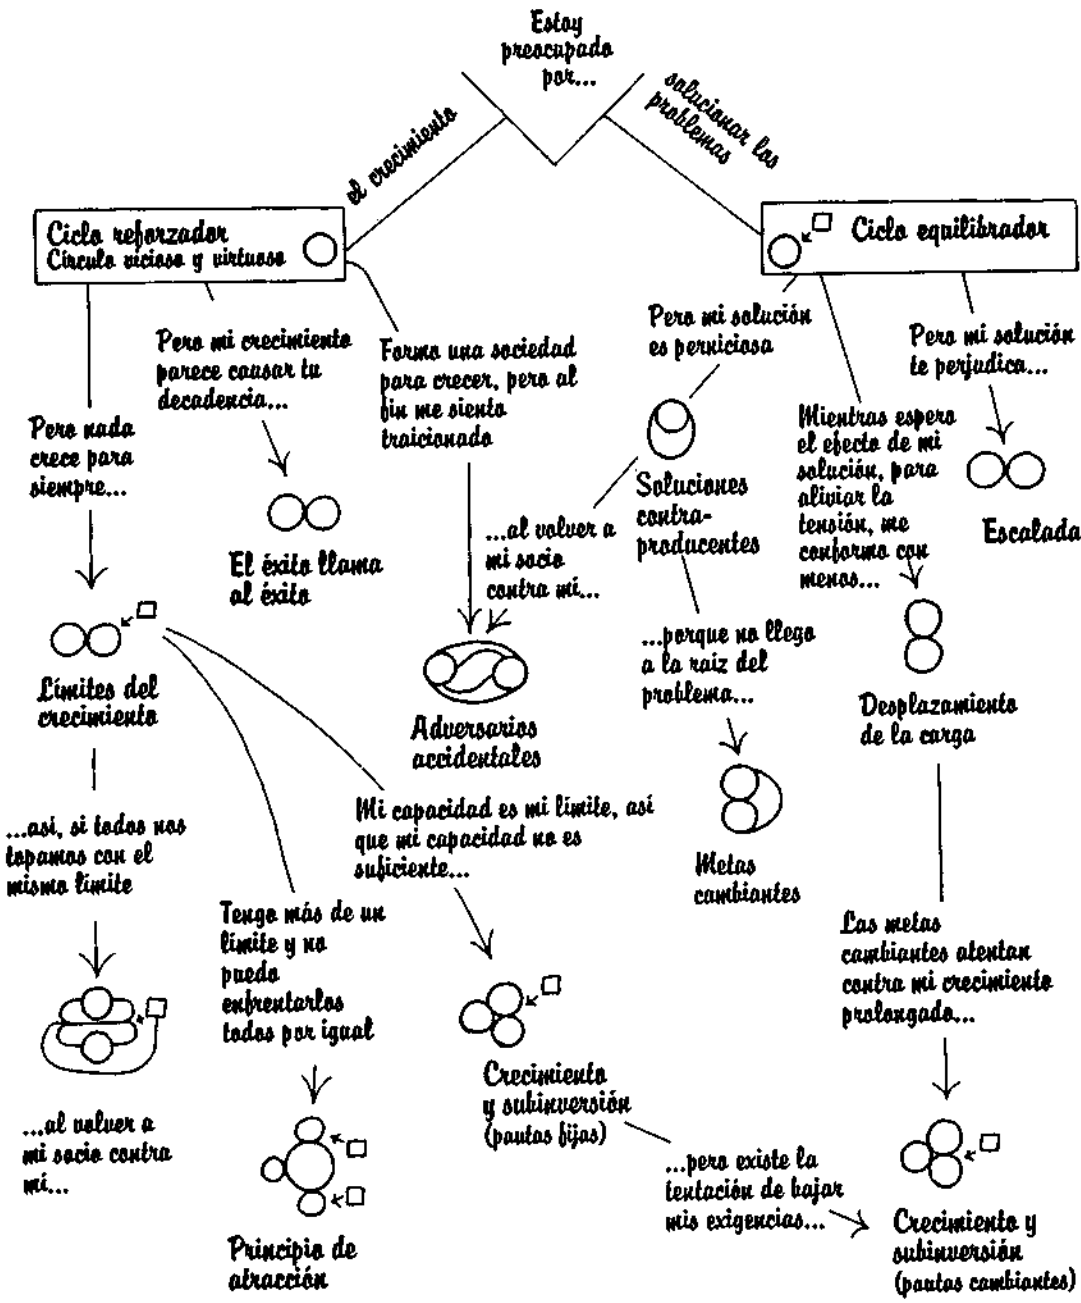 Estoy
preocupado
por...
el crecimiento
solucionar los
problemas
Ciclo reforzador
Círculo vicioso y virtuoso
Ciclo equilibrador
Pero nada
crece para
siempre...
Pero mi crecimiento
parece causar tu
decadencia...
Formo una sociedad
para crecer, pero al
fin me siento
traicionado
Pero mi solución
es perniciosa
Mientras espero
el efecto de mi
solución, para
aliviar la
tensión, me
conformo con
menos...
Pero mi solución
te perjudica...
El éxito llama
al éxito
...al volver a
mi socio
contra mí...
Soluciones
contra-
producentes
Escalada
Límites del
crecimiento
Adversarios
accidentales
...porque no llego
a la raíz del
problema...
Desplazamiento
de la carga
...así, si todos nos
topamos con el
mismo límite
Mi capacidad es mi límite, así
que mi capacidad no es
suficiente...
Metas
cambiantes
Tengo más de un
límite y no
puedo
enfrentarlos
todos por igual
Las metas
cambiantes atentan
contra mi crecimiento
prolongado...
...al volver a
mi socio contra
mí...
Crecimiento
y subinversión
(pautas fijas)
Principio de
atracción
...pero existe la
tentación de bajar
mis exigencias...
Crecimiento y
subinversión
(pautas cambiantes)